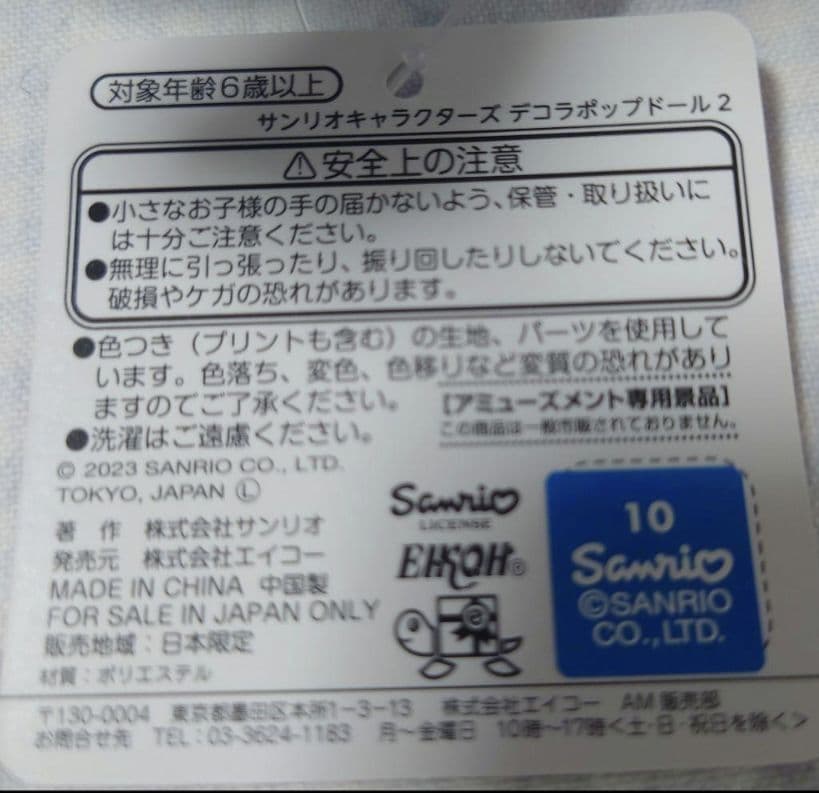 対象年齢6歳以上
サンリオキャラクターズ デコラポップドール2
⚠安全上の注意
●小さなお子様の手の届かないよう、保管・取り扱いに
は十分ご注意ください。
●無理に引っ張ったり、振り回したりしないでください。
破損やケガの恐れがあります。
●色つき（プリントも含む）の生地、パーツを使用して
います。色落ち、変色、色移りなど変質の恐れがあり
ますのでご了承ください。
●洗濯はご遠慮ください。
【アミューズメント専用景品】
この商品は一般市販されておりません。
© 2023 SANRIO CO., LTD.
TOKYO, JAPAN Ⓛ
著 作 株式会社サンリオ
発売元 株式会社エイコー
MADE IN CHINA 中国製
FOR SALE IN JAPAN ONLY
販売地域：日本限定
材質：ポリエステル
Sanrio
LICENSE
EIKOH®
10
Sanrio
©SANRIO
CO.,LTD.
〒130-0004 東京都墨田区本所1-3-13 株式会社エイコー AM販売部
お問合せ先 TEL：03-3624-1183 月～金曜日 10時～17時＜土・日・祝日を除く＞